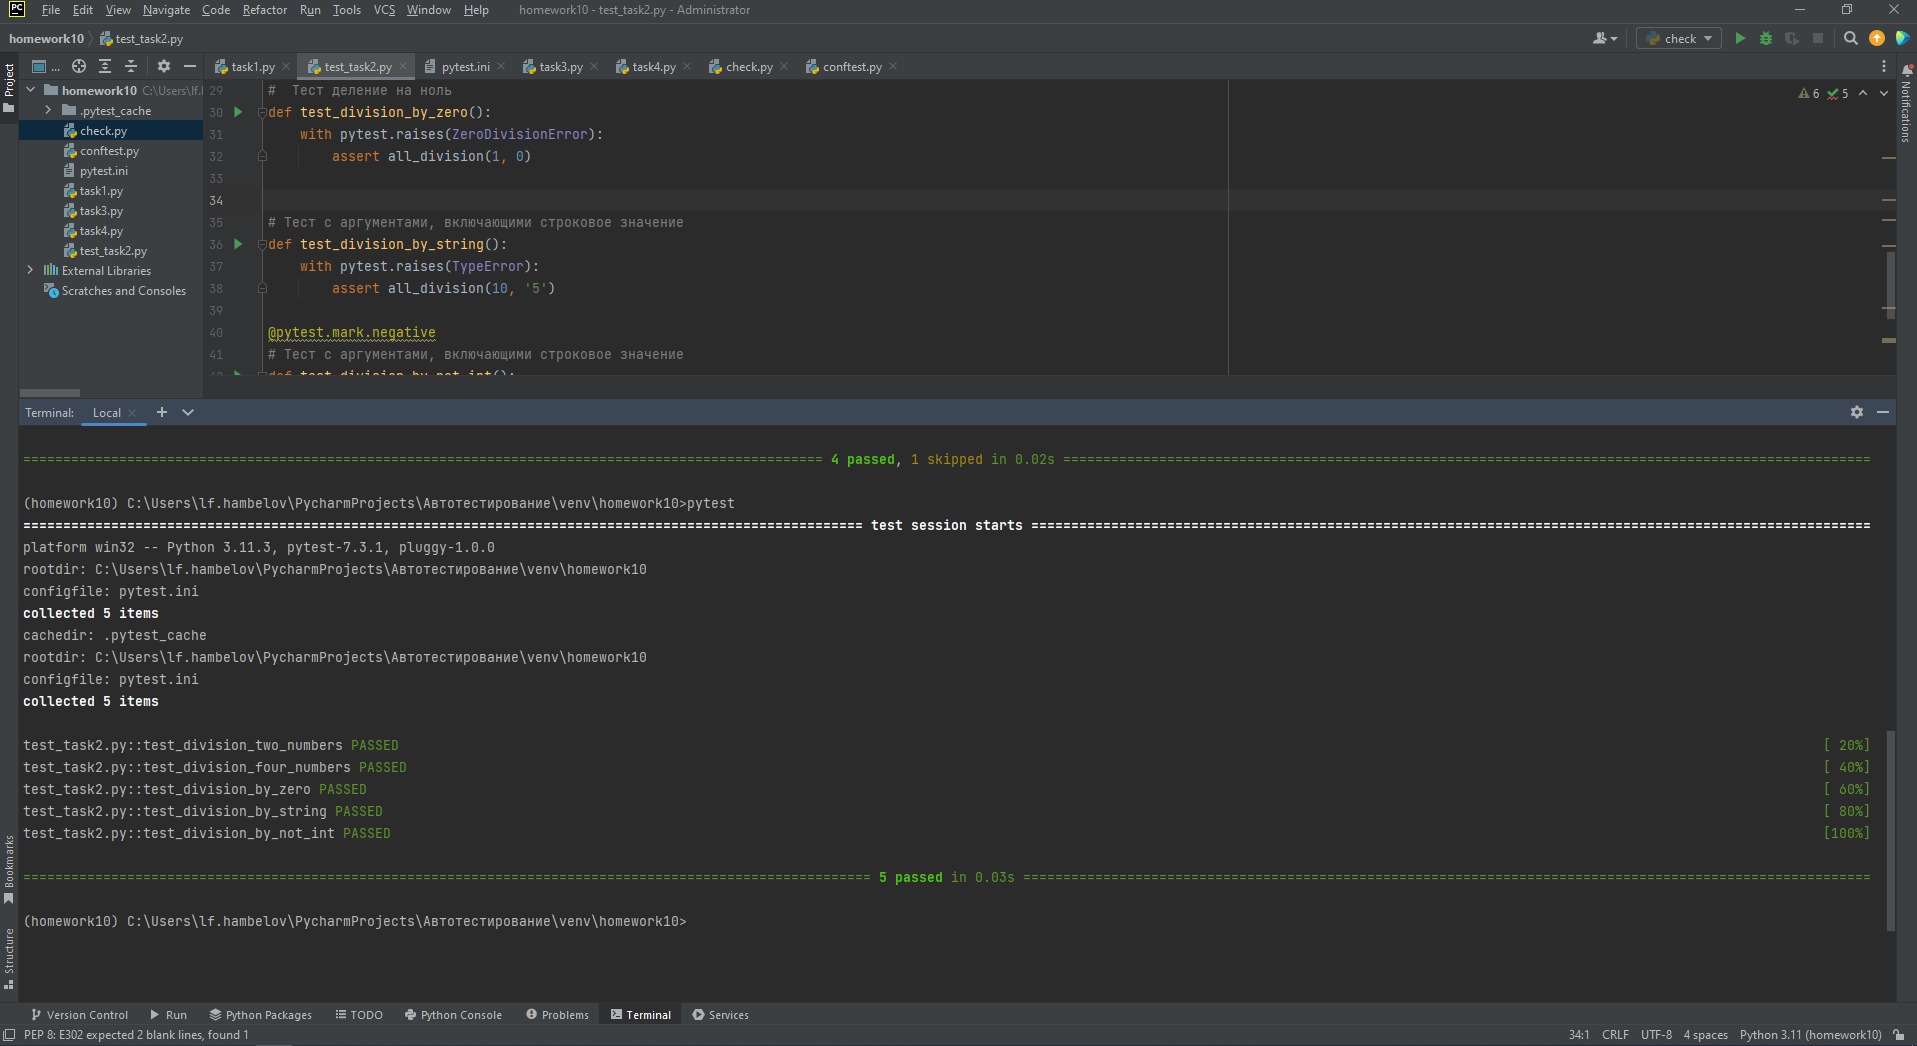 PC File Edit View Navigate Code Refactor Run Tools VCS Window Help homework10 - test_task2.py - Administrator
homework10 test_task2.py check
Project
... task1.py test_task2.py pytest.ini task3.py task4.py check.py conftest.py
homework10 C:\Users\lf.
.pytest_cache
check.py
conftest.py
pytest.ini
task1.py
task3.py
task4.py
test_task2.py
External Libraries
Scratches and Consoles
29 # Тест деление на ноль
30 def test_division_by_zero():
31 with pytest.raises(ZeroDivisionError):
32 assert all_division(1, 0)
33
34
35 # Тест с аргументами, включающими строковое значение
36 def test_division_by_string():
37 with pytest.raises(TypeError):
38 assert all_division(10, '5')
39
40 @pytest.mark.negative
41 # Тест с аргументами, включающими строковое значение
42 def test_division_by_not_int():
6 5
Notifications
Terminal: Local
4 passed, 1 skipped in 0.02s
(homework10) C:\Users\lf.hambelov\PycharmProjects\Автотестирование\venv\homework10>pytest
test session starts
platform win32 -- Python 3.11.3, pytest-7.3.1, pluggy-1.0.0
rootdir: C:\Users\lf.hambelov\PycharmProjects\Автотестирование\venv\homework10
configfile: pytest.ini
collected 5 items
cachedir: .pytest_cache
rootdir: C:\Users\lf.hambelov\PycharmProjects\Автотестирование\venv\homework10
configfile: pytest.ini
collected 5 items
test_task2.py::test_division_two_numbers PASSED [ 20%]
test_task2.py::test_division_four_numbers PASSED [ 40%]
test_task2.py::test_division_by_zero PASSED [ 60%]
test_task2.py::test_division_by_string PASSED [ 80%]
test_task2.py::test_division_by_not_int PASSED [100%]
5 passed in 0.03s
(homework10) C:\Users\lf.hambelov\PycharmProjects\Автотестирование\venv\homework10>
Bookmarks
Structure
Version Control Run Python Packages TODO Python Console Problems Terminal Services
PEP 8: E302 expected 2 blank lines, found 1 34:1 CRLF UTF-8 4 spaces Python 3.11 (homework10)